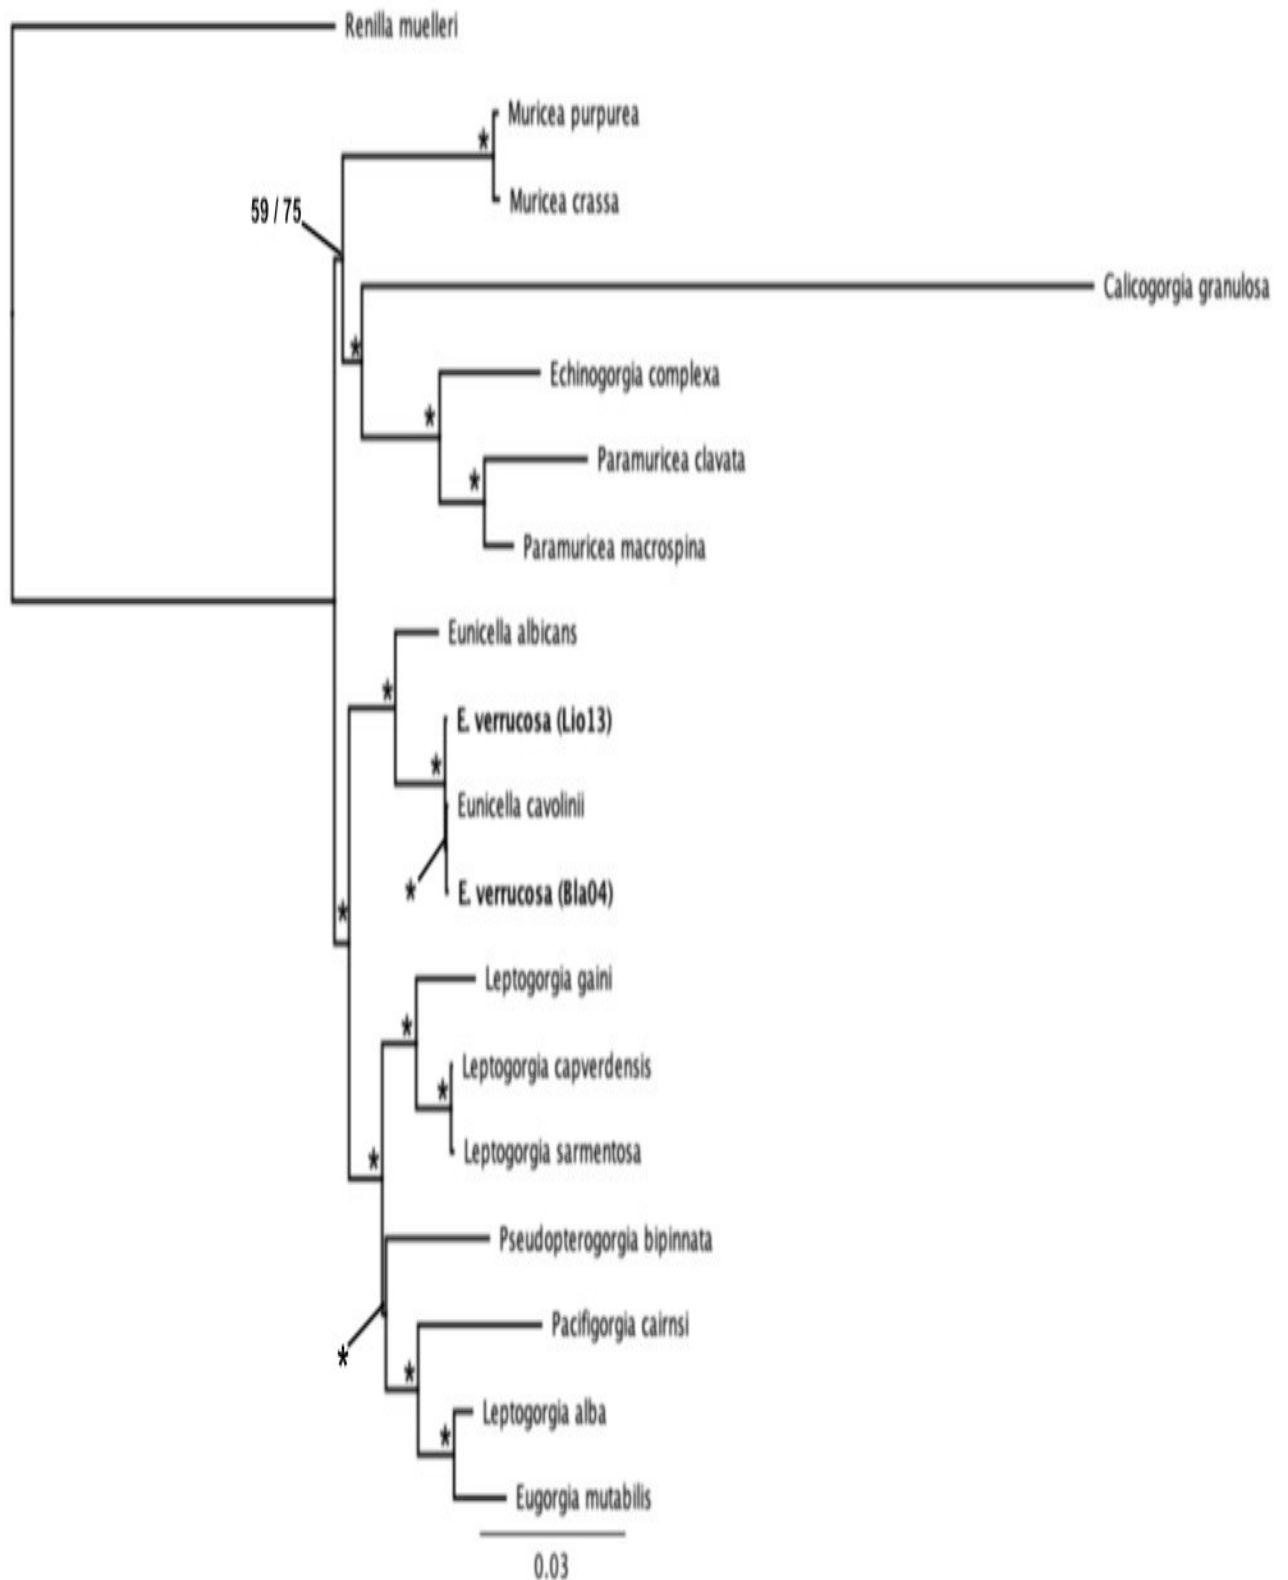 Renilla muelleri
Muricea purpurea
*
Muricea crassa
59 / 75
Calicogorgia granulosa
*
Echinogorgia complexa
*
Paramuricea clavata
*
Paramuricea macrospina
Eunicella albicans
*
E. verrucosa (Lio13)
*
Eunicella cavolinii
*
E. verrucosa (Bla04)
*
Leptogorgia gaini
*
Leptogorgia capverdensis
*
Leptogorgia sarmentosa
*
Pseudopterogorgia bipinnata
Pacifigorgia cairnsi
*
*
Leptogorgia alba
*
Eugorgia mutabilis
0.03